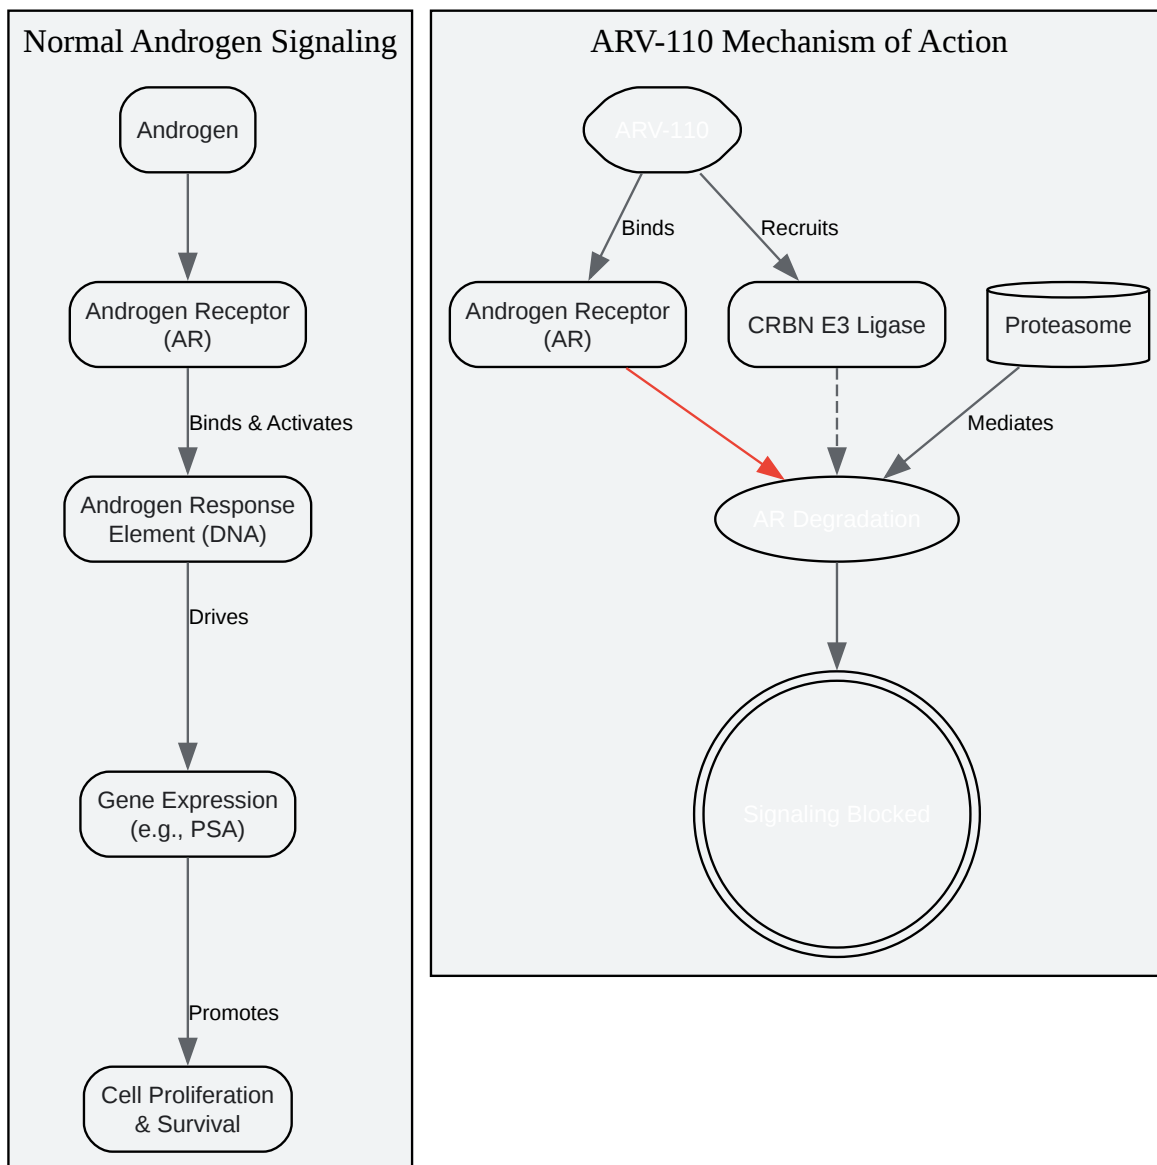 Normal Androgen Signaling
Androgen
Androgen Receptor
(AR)
Binds & Activates
Androgen Response
Element (DNA)
Drives
Gene Expression
(e.g., PSA)
Promotes
Cell Proliferation
& Survival
ARV-110 Mechanism of Action
ARV-110
Binds
Recruits
Androgen Receptor
(AR)
CRBN E3 Ligase
Proteasome
Mediates
AR Degradation
Signaling Blocked